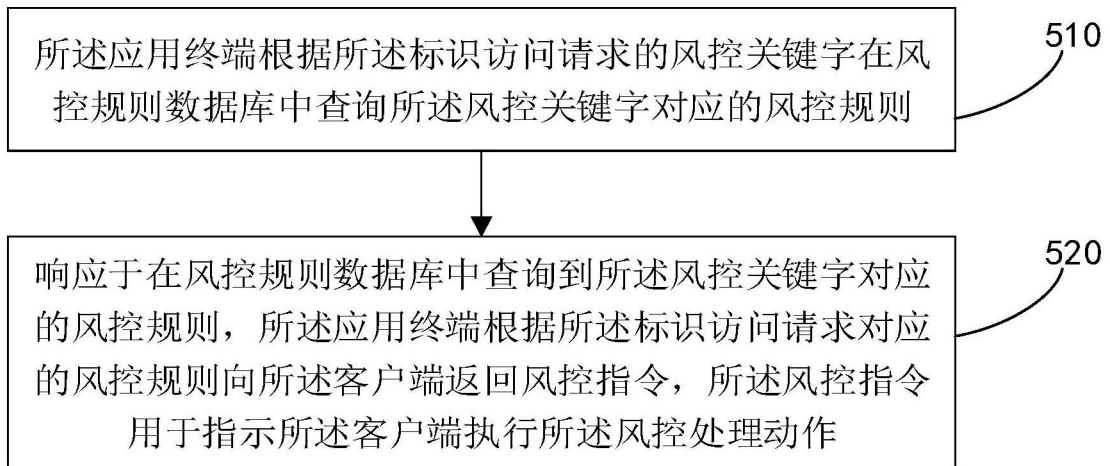 所述应用终端根据所述标识访问请求的风控关键字在风
控规则数据库中查询所述风控关键字对应的风控规则
510
响应于在风控规则数据库中查询到所述风控关键字对应
的风控规则，所述应用终端根据所述标识访问请求对应
的风控规则向所述客户端返回风控指令，所述风控指令
用于指示所述客户端执行所述风控处理动作
520